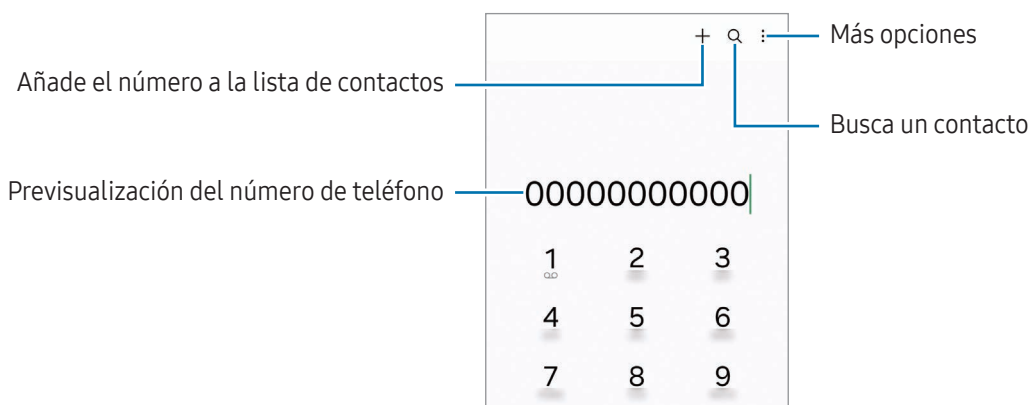 Más opciones
Añade el número a la lista de contactos
Busca un contacto
Previsualización del número de teléfono
00000000000
1 2 3
4 5 6
7 8 9